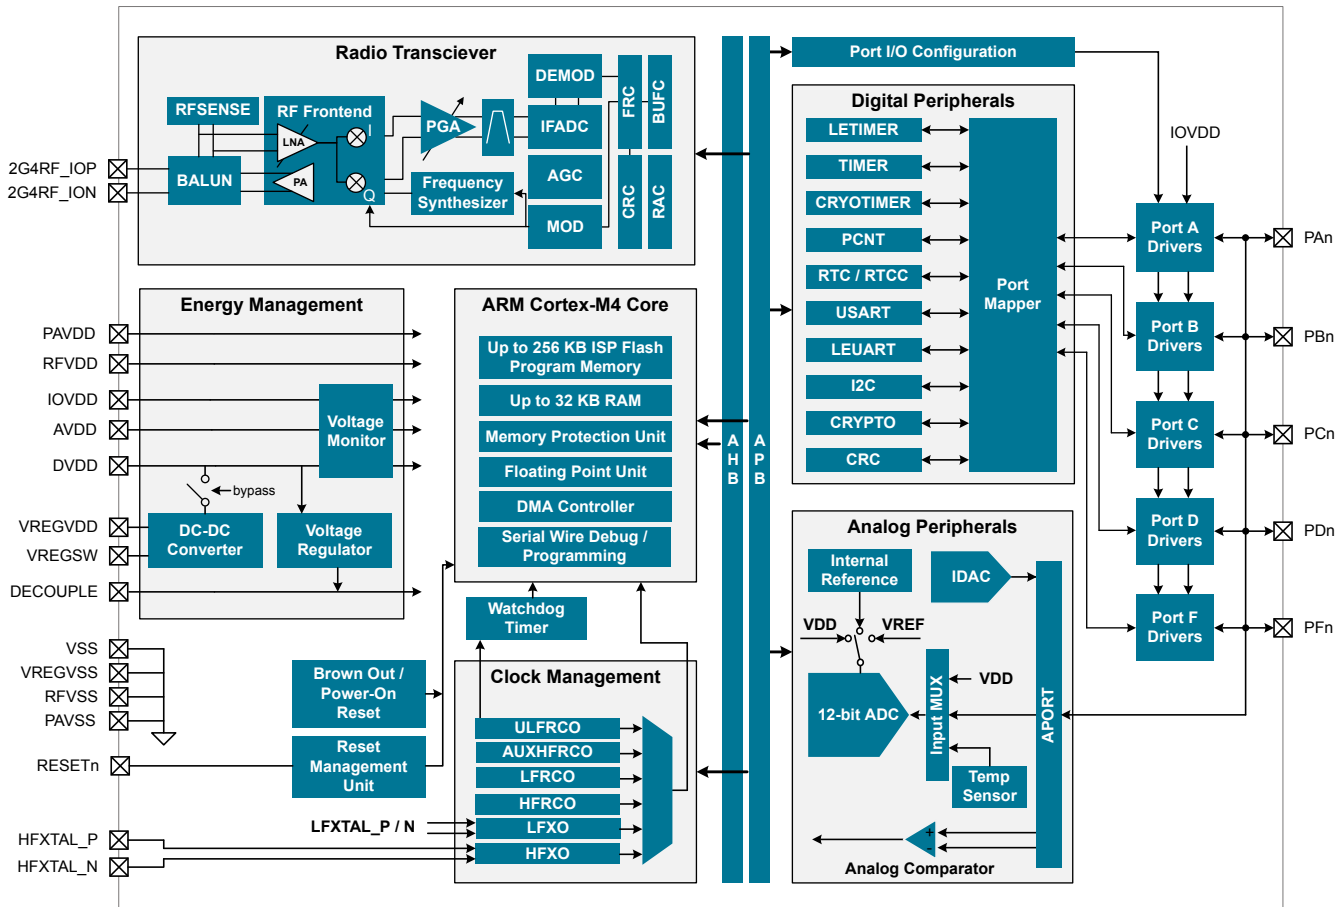 Radio Transciever
RFSENSE
RF Frontend
LNA
I
PA
Q
BALUN
PGA
DEMOD
IFADC
AGC
MOD
Frequency
Synthesizer
FRC
BUFC
CRC
RAC
2G4RF_IOP
2G4RF_ION
Energy Management
PAVDD
RFVDD
IOVDD
AVDD
DVDD
VREGVDD
VREGSW
DECOUPLE
Voltage
Monitor
bypass
DC-DC
Converter
Voltage
Regulator
VSS
VREGVSS
RFVSS
PAVSS
RESETn
HFXTAL_P
HFXTAL_N
Brown Out /
Power-On
Reset
Reset
Management
Unit
LFXTAL_P / N
ARM Cortex-M4 Core
Up to 256 KB ISP Flash
Program Memory
Up to 32 KB RAM
Memory Protection Unit
Floating Point Unit
DMA Controller
Serial Wire Debug /
Programming
Watchdog
Timer
Clock Management
ULFRCO
AUXHFRCO
LFRCO
HFRCO
LFXO
HFXO
AHB
APB
Port I/O Configuration
Digital Peripherals
LETIMER
TIMER
CRYOTIMER
PCNT
RTC / RTCC
USART
LEUART
I2C
CRYPTO
CRC
Port
Mapper
Analog Peripherals
Internal
Reference
IDAC
VDD
VREF
12-bit ADC
Input MUX
VDD
Temp
Sensor
APORT
+
-
Analog Comparator
IOVDD
Port A
Drivers
Port B
Drivers
Port C
Drivers
Port D
Drivers
Port F
Drivers
PAn
PBn
PCn
PDn
PFn